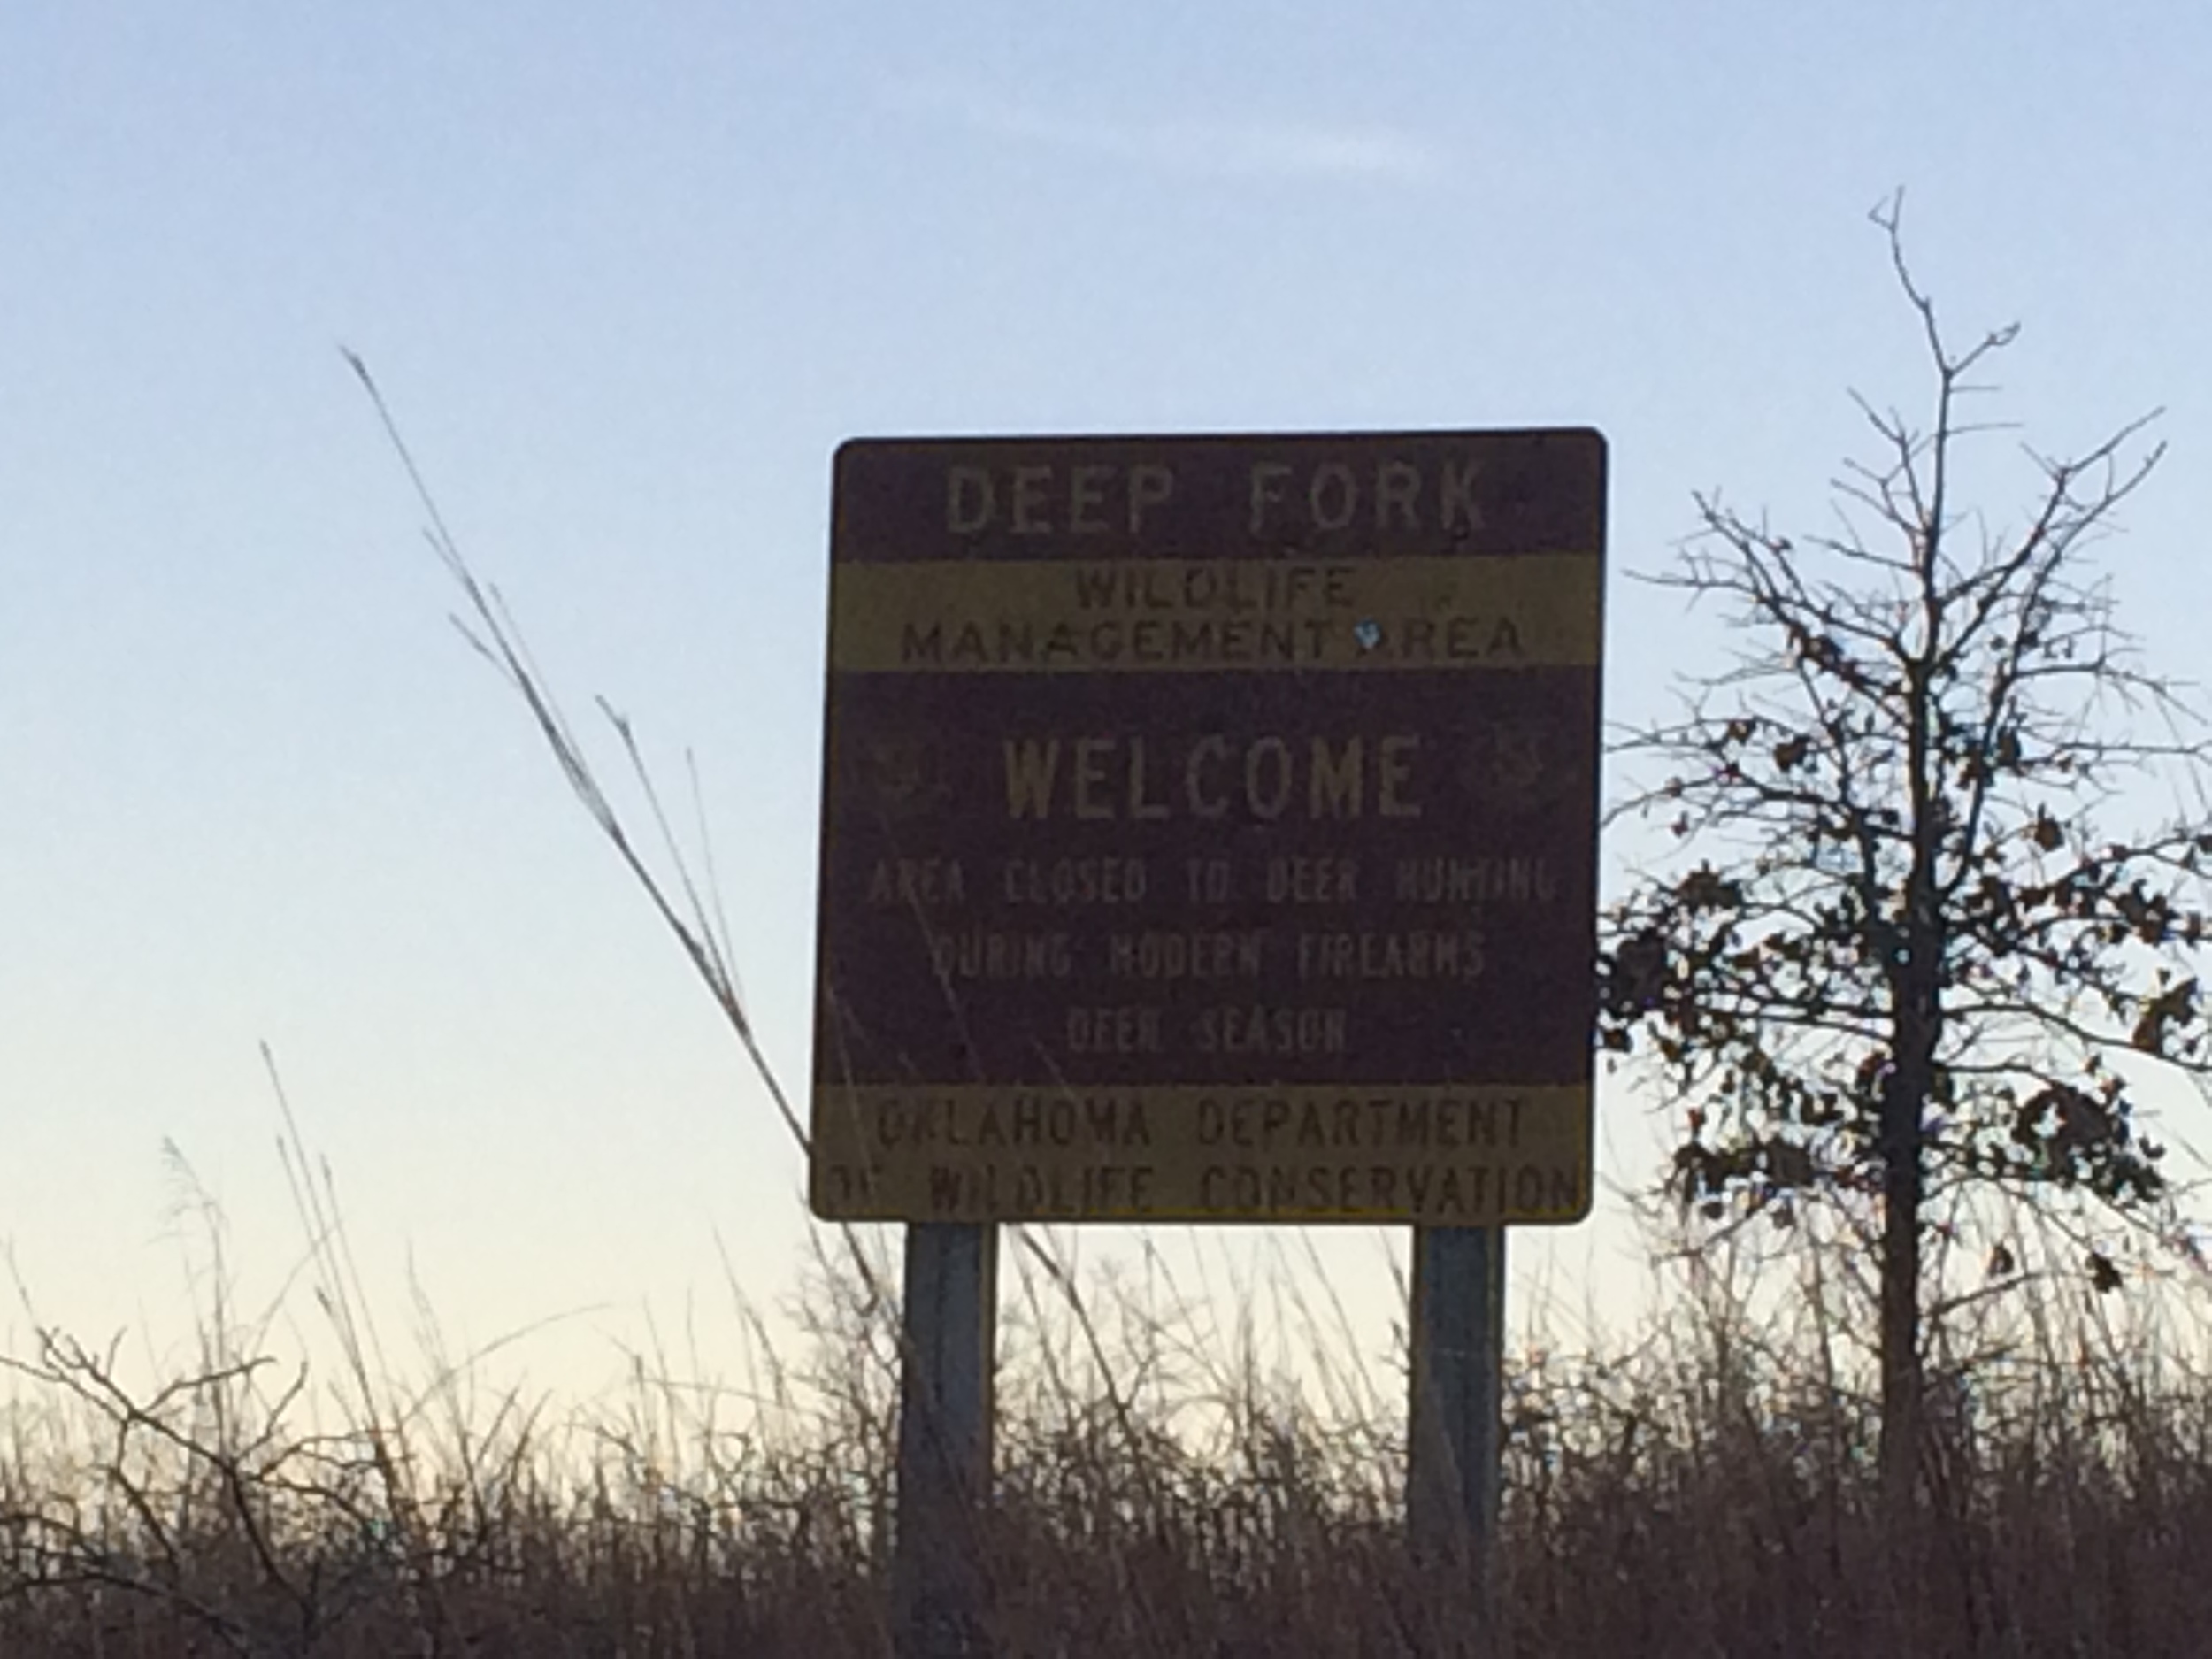 DEEP FORK
WILDLIFE
MANAGEMENT AREA
WELCOME
AREA CLOSED TO DEER HUNTING
DURING MODERN FIREARMS
DEER SEASON
OKLAHOMA DEPARTMENT
OF WILDLIFE CONSERVATION